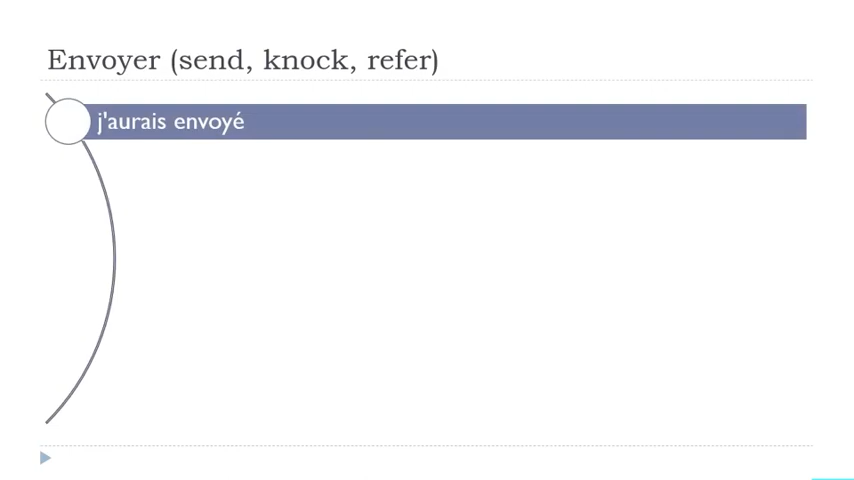 Envoyer (send, knock, refer)
j'aurais envoyé